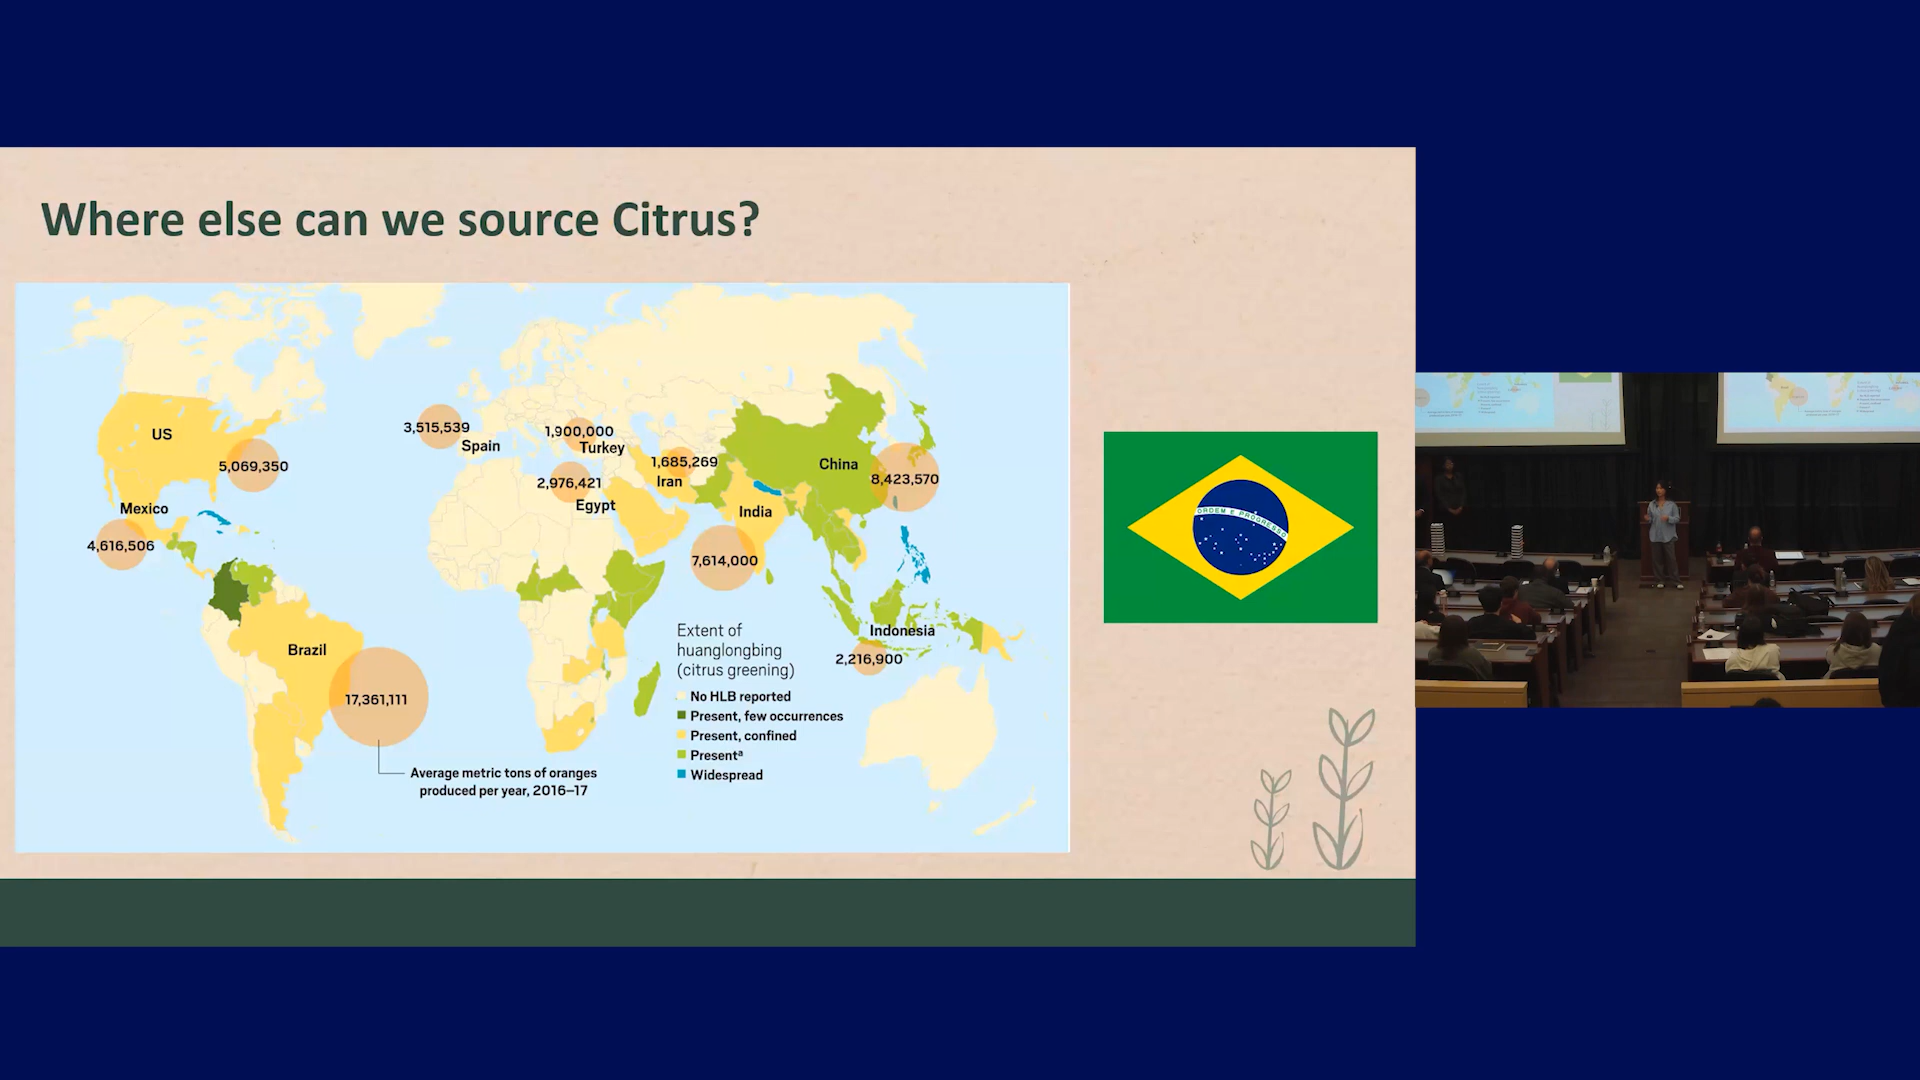 Where else can we source Citrus?
US
5,069,350
Mexico
4,616,506
Brazil
17,361,111
Average metric tons of oranges
produced per year, 2016–17
3,515,539
Spain
1,900,000
Turkey
2,976,421
Egypt
1,685,269
Iran
India
7,614,000
China
8,423,570
Indonesia
2,216,900
Extent of
huanglongbing
(citrus greening)
No HLB reported
Present, few occurrences
Present, confined
Presentª
Widespread
ORDEM E PROGRESSO